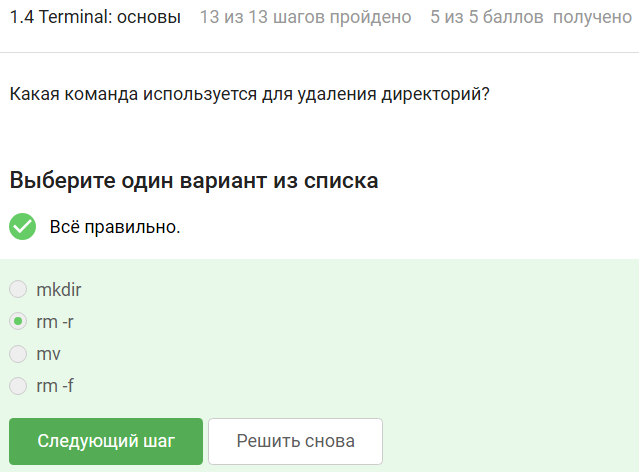 1.4 Terminal: основы 13 из 13 шагов пройдено 5 из 5 баллов получено
Какая команда используется для удаления директорий?
Выберите один вариант из списка
Всё правильно.
mkdir
rm -r
mv
rm -f
Следующий шаг Решить снова